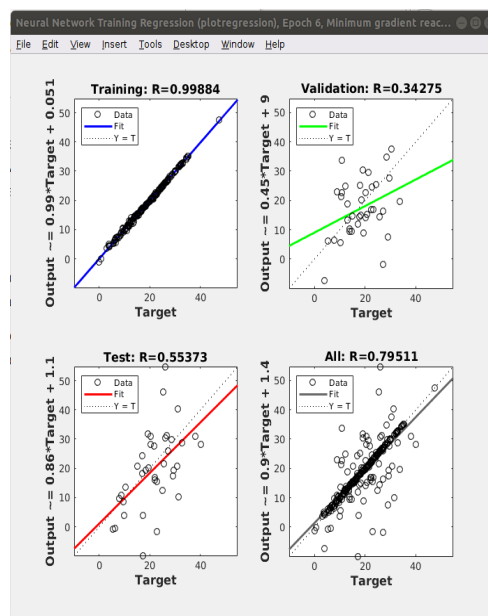 Neural Network Training Regression (plotregression), Epoch 6, Minimum gradient reac...
File Edit View Insert Tools Desktop Window Help
Training: R=0.99884
Output ~= 0.99*Target + 0.051
50
40
30
20
10
0
Data
Fit
Y = T
0 20 40
Target
Validation: R=0.34275
Output ~= 0.45*Target + 9
50
40
30
20
10
0
Data
Fit
Y = T
0 20 40
Target
Test: R=0.55373
Output ~= 0.86*Target + 1.1
50
40
30
20
10
0
Data
Fit
Y = T
0 20 40
Target
All: R=0.79511
Output ~= 0.9*Target + 1.4
50
40
30
20
10
0
Data
Fit
Y = T
0 20 40
Target